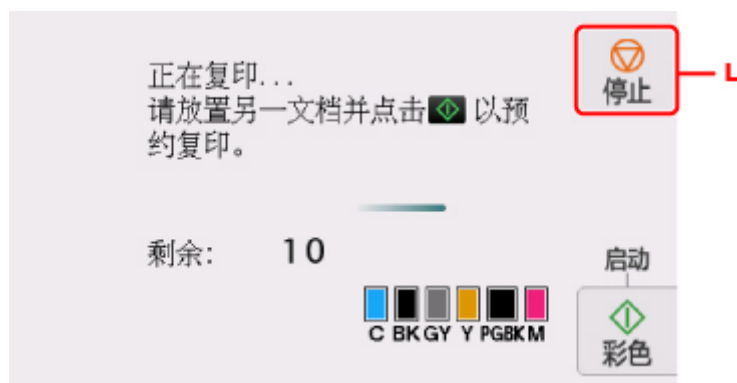 正在复印...
请放置另一文档并点击 以预
约复印。
停止
L
剩余: 10
启动
彩色
C BK GY Y PGBK M